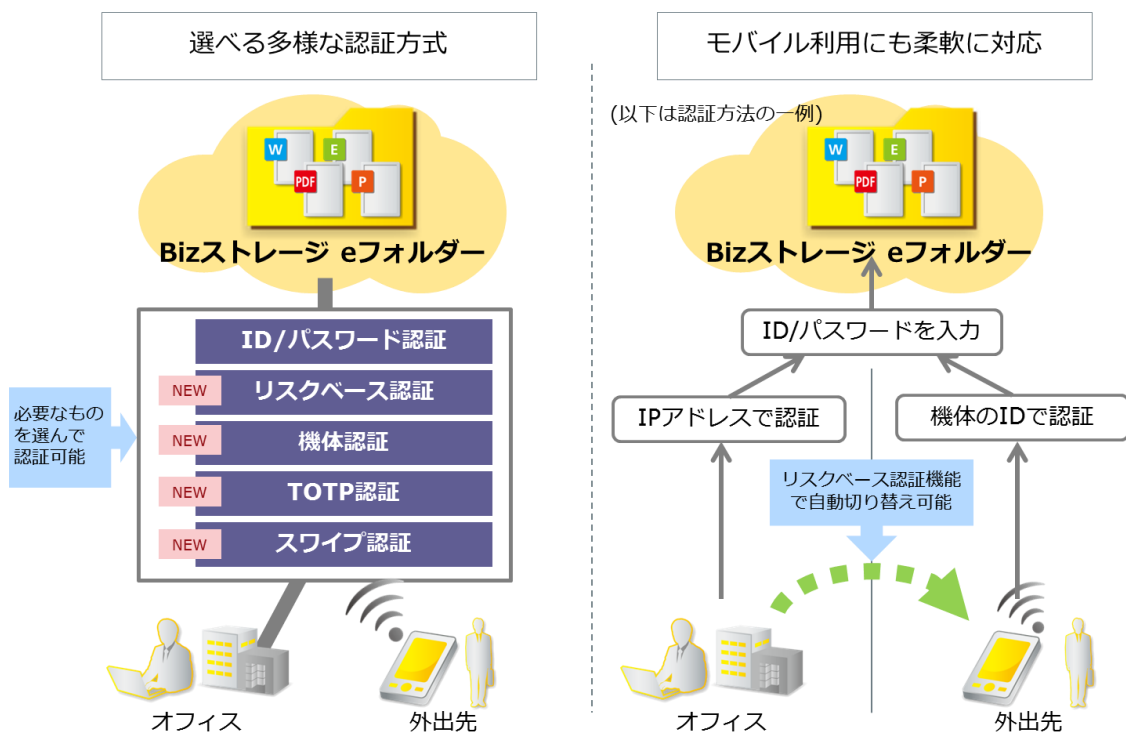 選べる多様な認証方式
W
E
PDF
P
Bizストレージ eフォルダー
ID/パスワード認証
NEW
リスクベース認証
NEW
機体認証
NEW
TOTP認証
NEW
スワイプ認証
必要なもの
を選んで
認証可能
オフィス
外出先
モバイル利用にも柔軟に対応
(以下は認証方法の一例)
W
E
PDF
P
Bizストレージ eフォルダー
ID/パスワードを入力
IPアドレスで認証
機体のIDで認証
リスクベース認証機能
で自動切り替え可能
オフィス
外出先